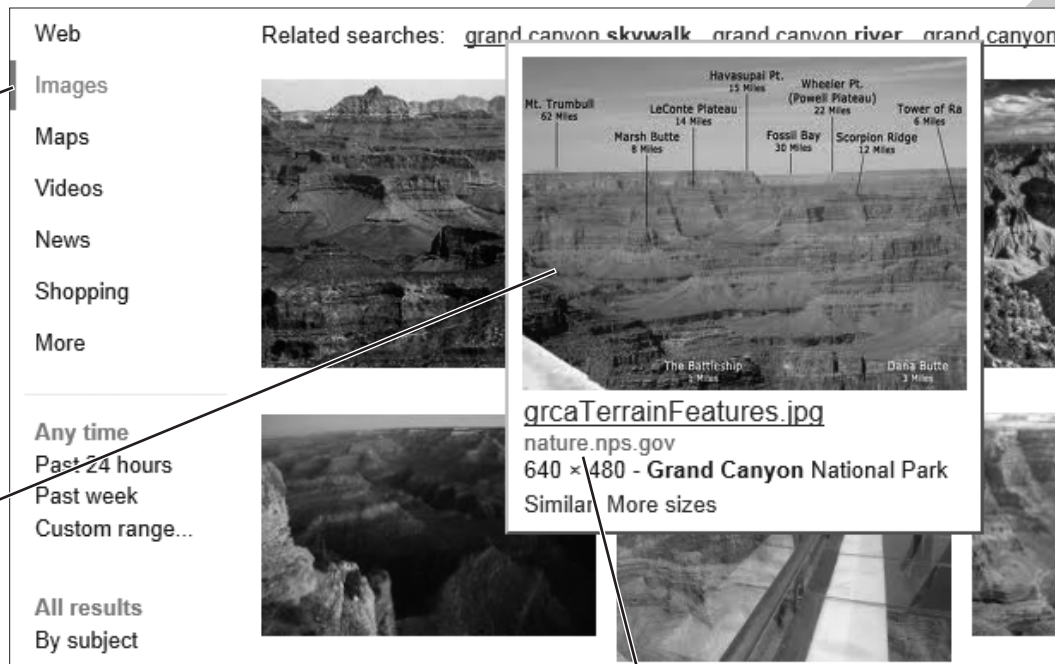 Web
Images
Maps
Videos
News
Shopping
More
Any time
Past 24 hours
Past week
Custom range...
All results
By subject
Related searches: grand canyon skywalk grand canyon river grand canyon
Havasupai Pt.
15 Miles
Wheeler Pt.
(Powell Plateau)
22 Miles
Mt. Trumbull
62 Miles
LeConte Plateau
14 Miles
Tower of Ra
6 Miles
Marsh Butte
8 Miles
Fossil Bay
30 Miles
Scorpion Ridge
12 Miles
The Battleship
1 Miles
Dana Butte
3 Miles
grcaTerrainFeatures.jpg
nature.nps.gov
640 × 480 - Grand Canyon National Park
Similar More sizes